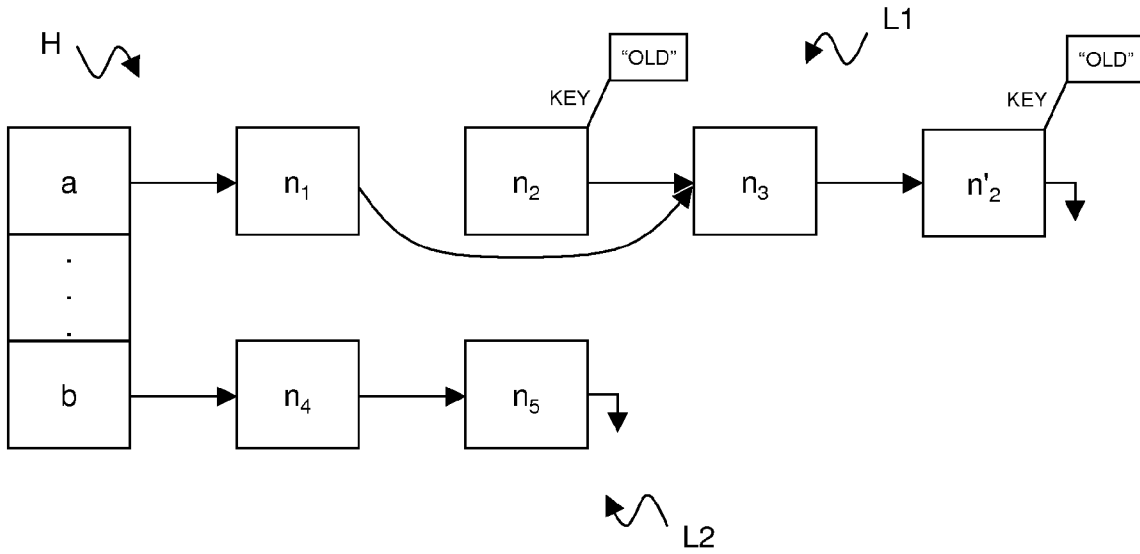 H
"OLD"
L1
"OLD"
KEY
KEY
a
n₁
n₂
n₃
n'₂
.
.
.
b
n₄
n₅
L2